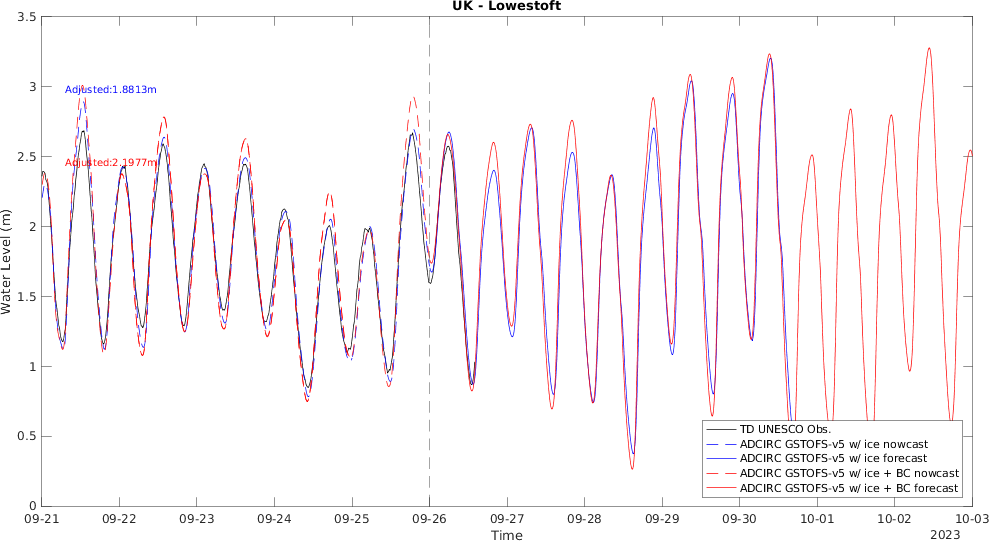 UK - Lowestoft
3.5
3
2.5
2
1.5
1
0.5
0
Water Level (m)
Adjusted:1.8813m
Adjusted:2.1977m
TD UNESCO Obs.
ADCIRC GSTOFS-v5 w/ ice nowcast
ADCIRC GSTOFS-v5 w/ ice forecast
ADCIRC GSTOFS-v5 w/ ice + BC nowcast
ADCIRC GSTOFS-v5 w/ ice + BC forecast
09-21 09-22 09-23 09-24 09-25 09-26 09-27 09-28 09-29 09-30 10-01 10-02 10-03
Time
2023